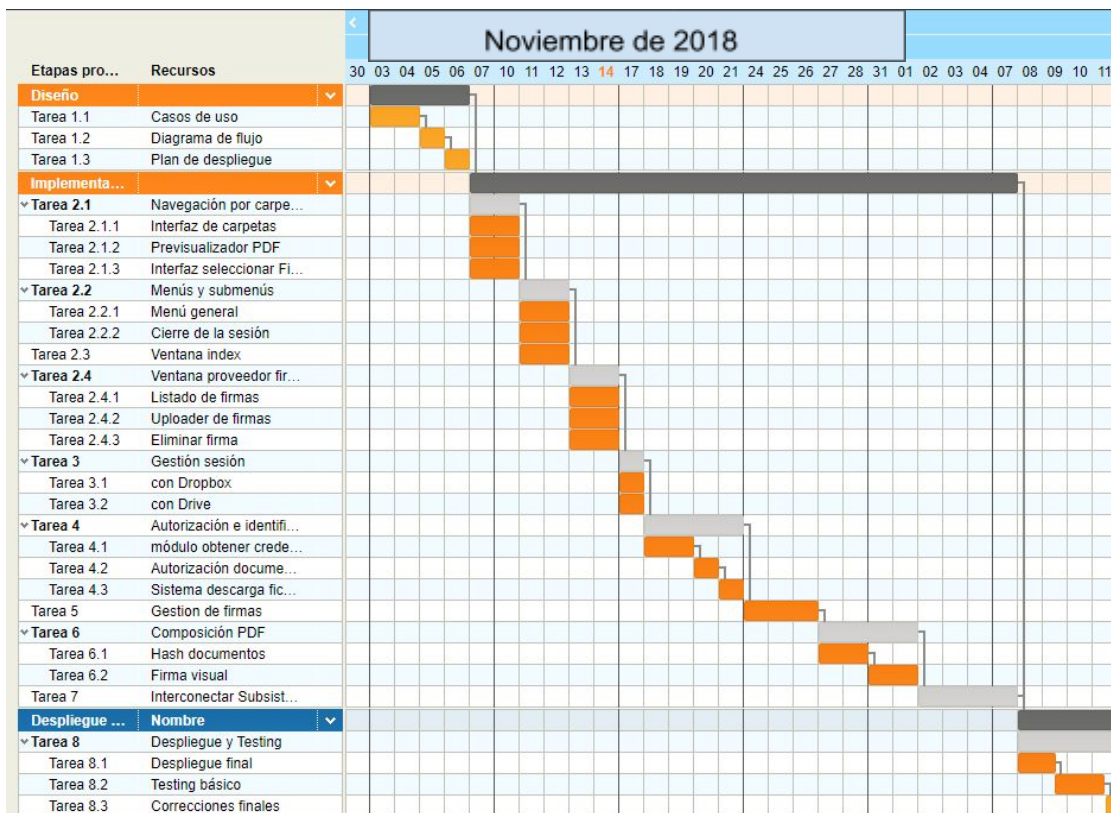 Noviembre de 2018
Etapas pro... Recursos 30 03 04 05 06 07 10 11 12 13 14 17 18 19 20 21 24 25 26 27 28 31 01 02 03 04 07 08 09 10 11
Diseño
Tarea 1.1 Casos de uso
Tarea 1.2 Diagrama de flujo
Tarea 1.3 Plan de despliegue
Implementa...
Tarea 2.1 Navegación por carpe...
Tarea 2.1.1 Interfaz de carpetas
Tarea 2.1.2 Previsualizador PDF
Tarea 2.1.3 Interfaz seleccionar Fi...
Tarea 2.2 Menús y submenús
Tarea 2.2.1 Menú general
Tarea 2.2.2 Cierre de la sesión
Tarea 2.3 Ventana index
Tarea 2.4 Ventana proveedor fir...
Tarea 2.4.1 Listado de firmas
Tarea 2.4.2 Uploader de firmas
Tarea 2.4.3 Eliminar firma
Tarea 3 Gestión sesión
Tarea 3.1 con Dropbox
Tarea 3.2 con Drive
Tarea 4 Autorización e identifi...
Tarea 4.1 módulo obtener crede...
Tarea 4.2 Autorización docume...
Tarea 4.3 Sistema descarga fic...
Tarea 5 Gestion de firmas
Tarea 6 Composición PDF
Tarea 6.1 Hash documentos
Tarea 6.2 Firma visual
Tarea 7 Interconectar Subsist...
Despliegue ... Nombre
Tarea 8 Despliegue y Testing
Tarea 8.1 Despliegue final
Tarea 8.2 Testing básico
Tarea 8.3 Correcciones finales